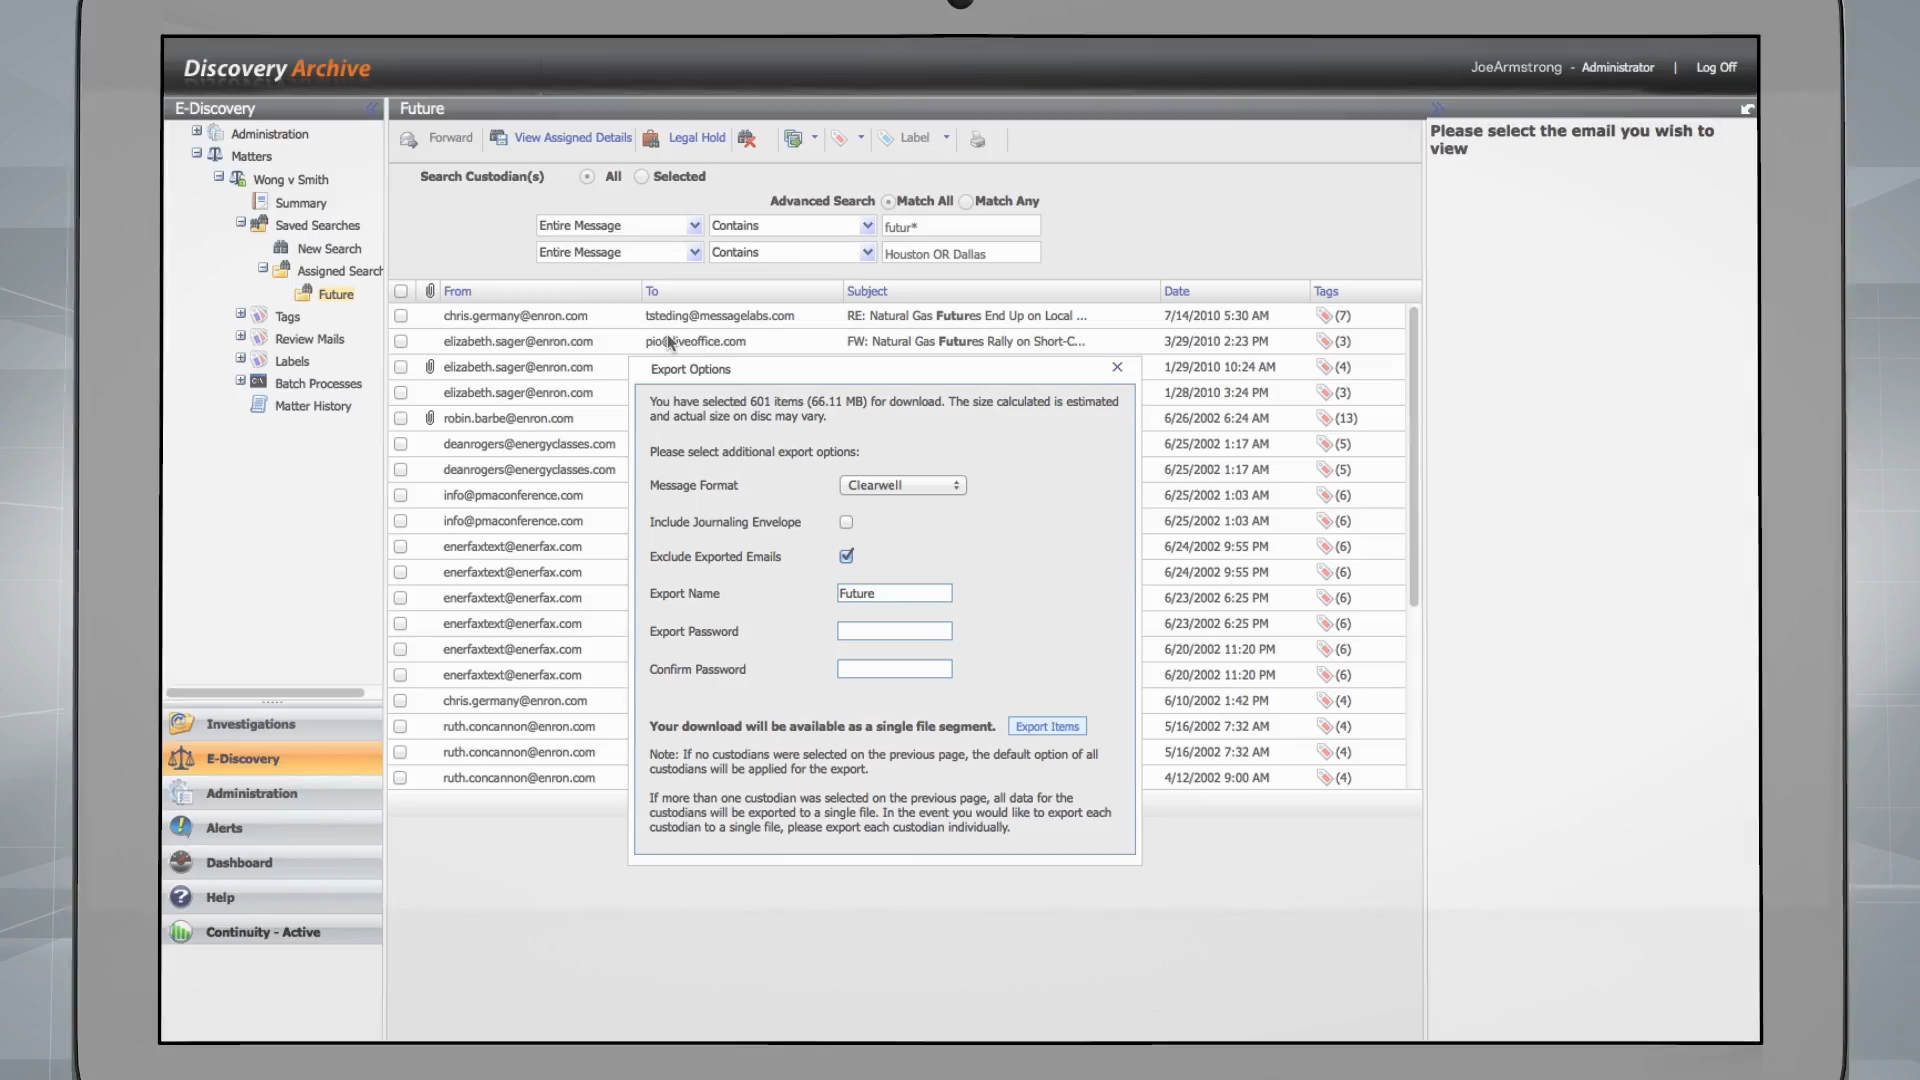 Discovery Archive
JoeArmstrong - Administrator | Log Off
E-Discovery
Administration
Matters
Wong v Smith
Summary
Saved Searches
New Search
Assigned Search
Future
Tags
Review Mails
Labels
Batch Processes
Matter History
Investigations
E-Discovery
Administration
Alerts
Dashboard
Help
Continuity - Active
Future
Forward View Assigned Details Legal Hold Label
Search Custodian(s) All Selected
Advanced Search Match All Match Any
Entire Message Contains futur*
Entire Message Contains Houston OR Dallas
From To Subject Date Tags
chris.germany@enron.com tsteding@messagelabs.com RE: Natural Gas Futures End Up on Local ... 7/14/2010 5:30 AM (7)
elizabeth.sager@enron.com FW: Natural Gas Futures Rally on Short-C... 3/29/2010 2:23 PM (3)
elizabeth.sager@enron.com 1/29/2010 10:24 AM (4)
elizabeth.sager@enron.com 1/28/2010 3:24 PM (3)
robin.barbe@enron.com 6/26/2002 6:24 AM (13)
deanrogers@energyclasses.com 6/25/2002 1:17 AM (5)
deanrogers@energyclasses.com 6/25/2002 1:17 AM (5)
info@pmaconference.com 6/25/2002 1:03 AM (6)
info@pmaconference.com 6/25/2002 1:03 AM (6)
enerfaxtext@enerfax.com 6/24/2002 9:55 PM (6)
enerfaxtext@enerfax.com 6/24/2002 9:55 PM (6)
enerfaxtext@enerfax.com 6/23/2002 6:25 PM (6)
enerfaxtext@enerfax.com 6/23/2002 6:25 PM (6)
enerfaxtext@enerfax.com 6/20/2002 11:20 PM (6)
enerfaxtext@enerfax.com 6/20/2002 11:20 PM (6)
chris.germany@enron.com 6/10/2002 1:42 PM (4)
ruth.concannon@enron.com 5/16/2002 7:32 AM (4)
ruth.concannon@enron.com 5/16/2002 7:32 AM (4)
ruth.concannon@enron.com 4/12/2002 9:00 AM (4)
Export Options
You have selected 601 items (66.11 MB) for download. The size calculated is estimated
and actual size on disc may vary.
Please select additional export options:
Message Format Clearwell
Include Journaling Envelope
Exclude Exported Emails
Export Name Future
Export Password
Confirm Password
Your download will be available as a single file segment. Export Items
Note: If no custodians were selected on the previous page, the default option of all
custodians will be applied for the export.
If more than one custodian was selected on the previous page, all data for the
custodians will be exported to a single file. In the event you would like to export each
custodian to a single file, please export each custodian individually.
Please select the email you wish to
view